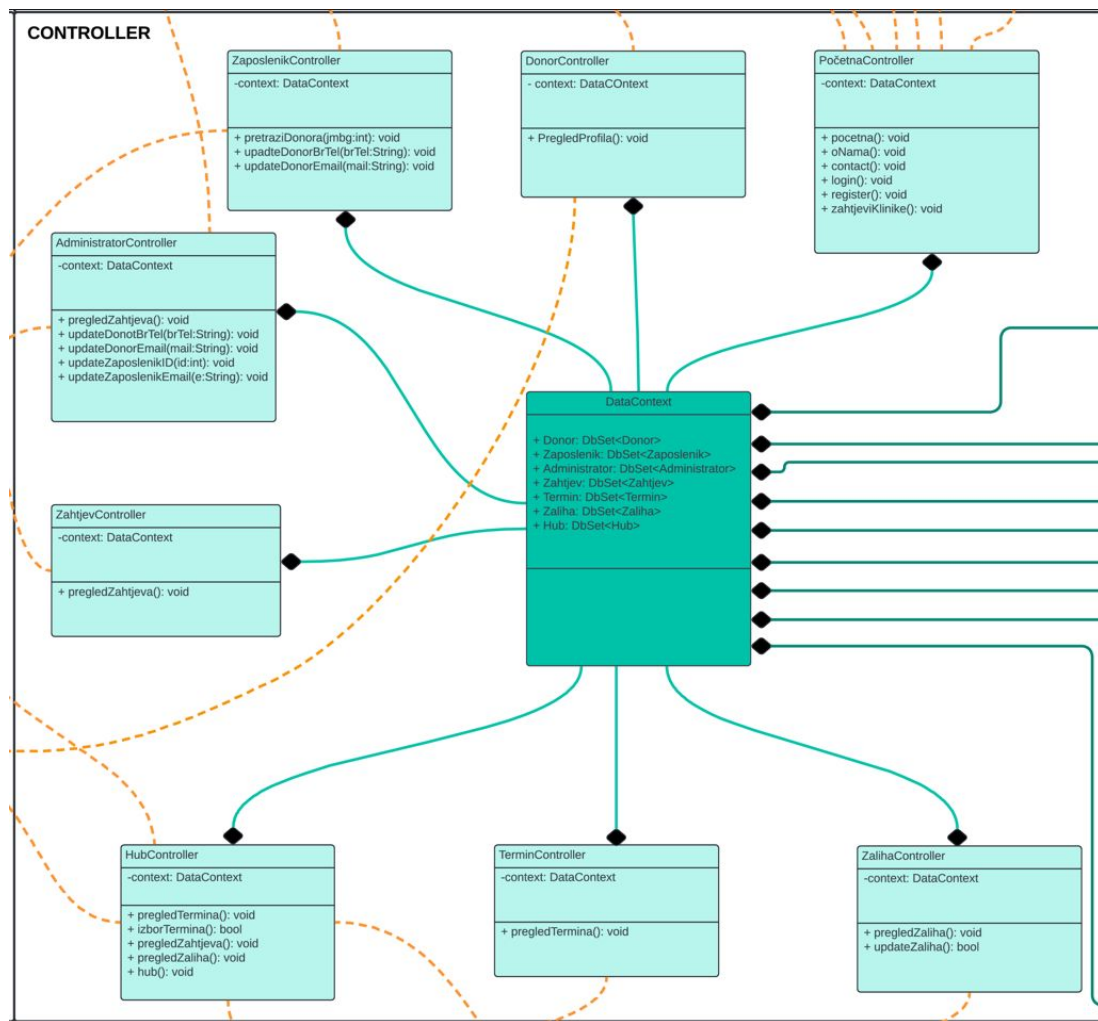 CONTROLLER
ZaposlenikController
-context: DataContext
+ pretraziDonora(jmbg:int): void
+ upadteDonorBrTel(brTel:String): void
+ updateDonorEmail(mail:String): void
DonorController
- context: DataCOntext
+ PregledProfila(): void
PočetnaController
-context: DataContext
+ pocetna(): void
+ oNama(): void
+ contact(): void
+ login(): void
+ register(): void
+ zahtjeviKlinike(): void
AdministratorController
-context: DataContext
+ pregledZahtjeva(): void
+ updateDonotBrTel(brTel:String): void
+ updateDonorEmail(mail:String): void
+ updateZaposlenikID(id:int): void
+ updateZaposlenikEmail(e:String): void
DataContext
+ Donor: DbSet<Donor>
+ Zaposlenik: DbSet<Zaposlenik>
+ Administrator: DbSet<Administrator>
+ Zahtjev: DbSet<Zahtjev>
+ Termin: DbSet<Termin>
+ Zaliha: DbSet<Zaliha>
+ Hub: DbSet<Hub>
ZahtjevController
-context: DataContext
+ pregledZahtjeva(): void
HubController
-context: DataContext
+ pregledTermina(): void
+ izborTermina(): bool
+ pregledZahtjeva(): void
+ pregledZaliha(): void
+ hub(): void
TerminController
-context: DataContext
+ pregledTermina(): void
ZalihaController
-context: DataContext
+ pregledZaliha(): void
+ updateZaliha(): bool